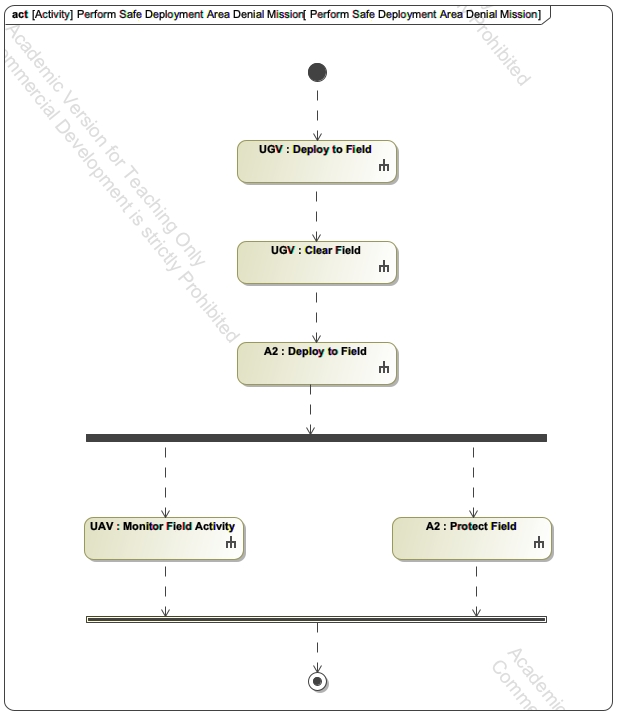 act [Activity] Perform Safe Deployment Area Denial Mission[ Perform Safe Deployment Area Denial Mission]
Prohibited
Academic Version for Teaching Only
ommercial Development is strictly Prohibited
UGV : Deploy to Field
UGV : Clear Field
A2 : Deploy to Field
UAV : Monitor Field Activity
A2 : Protect Field
Academic
Comme